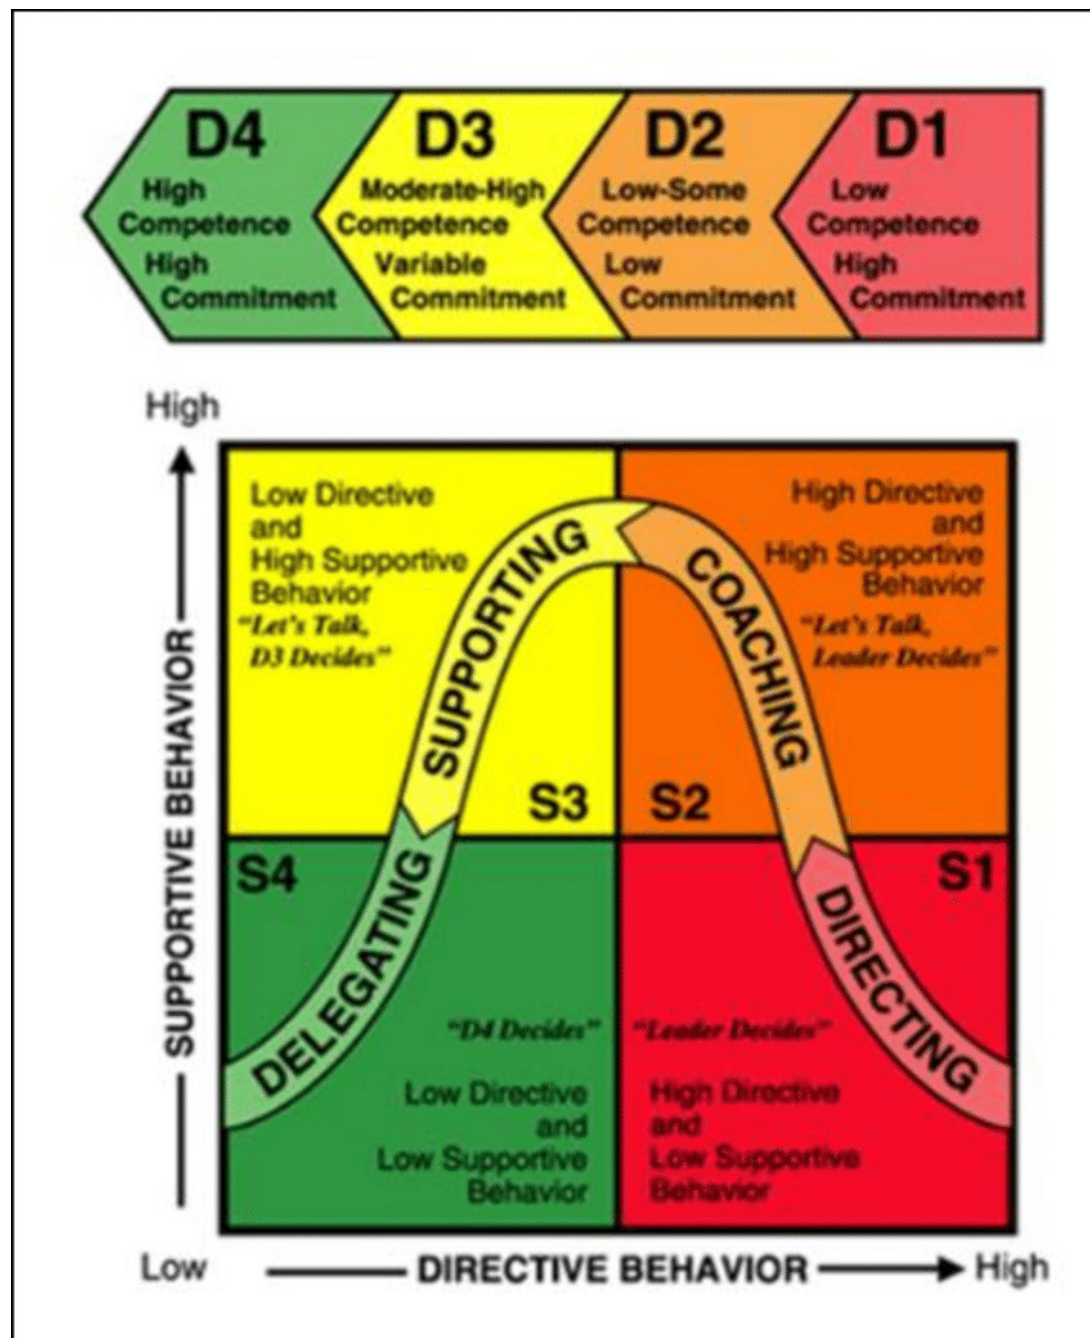 D4
High
Competence
High
Commitment
D3
Moderate-High
Competence
Variable
Commitment
D2
Low-Some
Competence
Low
Commitment
D1
Low
Competence
High
Commitment
High
SUPPORTIVE BEHAVIOR
Low Directive
and
High Supportive
Behavior
“Let’s Talk,
D3 Decides”
SUPPORTING
S3
High Directive
and
High Supportive
Behavior
“Let’s Talk,
Leader Decides”
COACHING
S2
S4
DELEGATING
“D4 Decides”
Low Directive
and
Low Supportive
Behavior
S1
DIRECTING
“Leader Decides”
High Directive
and
Low Supportive
Behavior
Low
DIRECTIVE BEHAVIOR
High